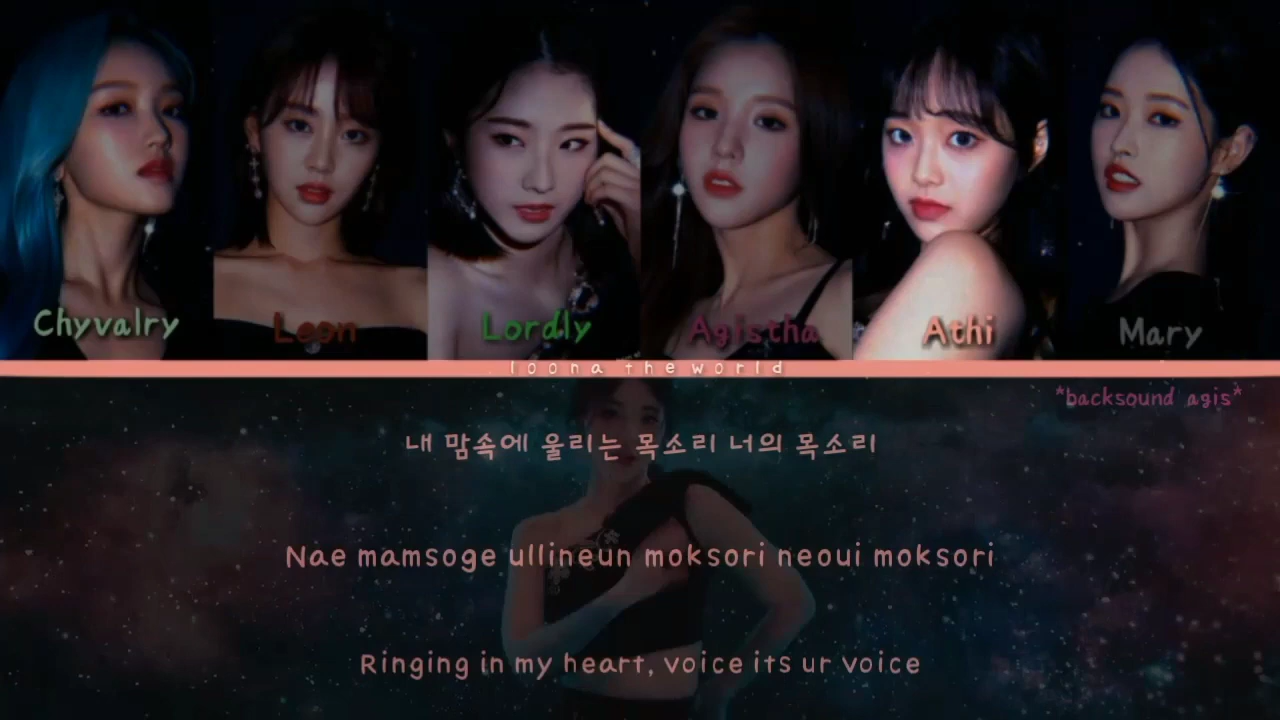 Chyvalry
Leen
Lordly
Agistha
Athi
Mary
loona the world
*backsound agis*
내 맘속에 울리는 목소리 너의 목소리
Nae mamsoge ullineun moksori neoui moksori
Ringing in my heart, voice its ur voice